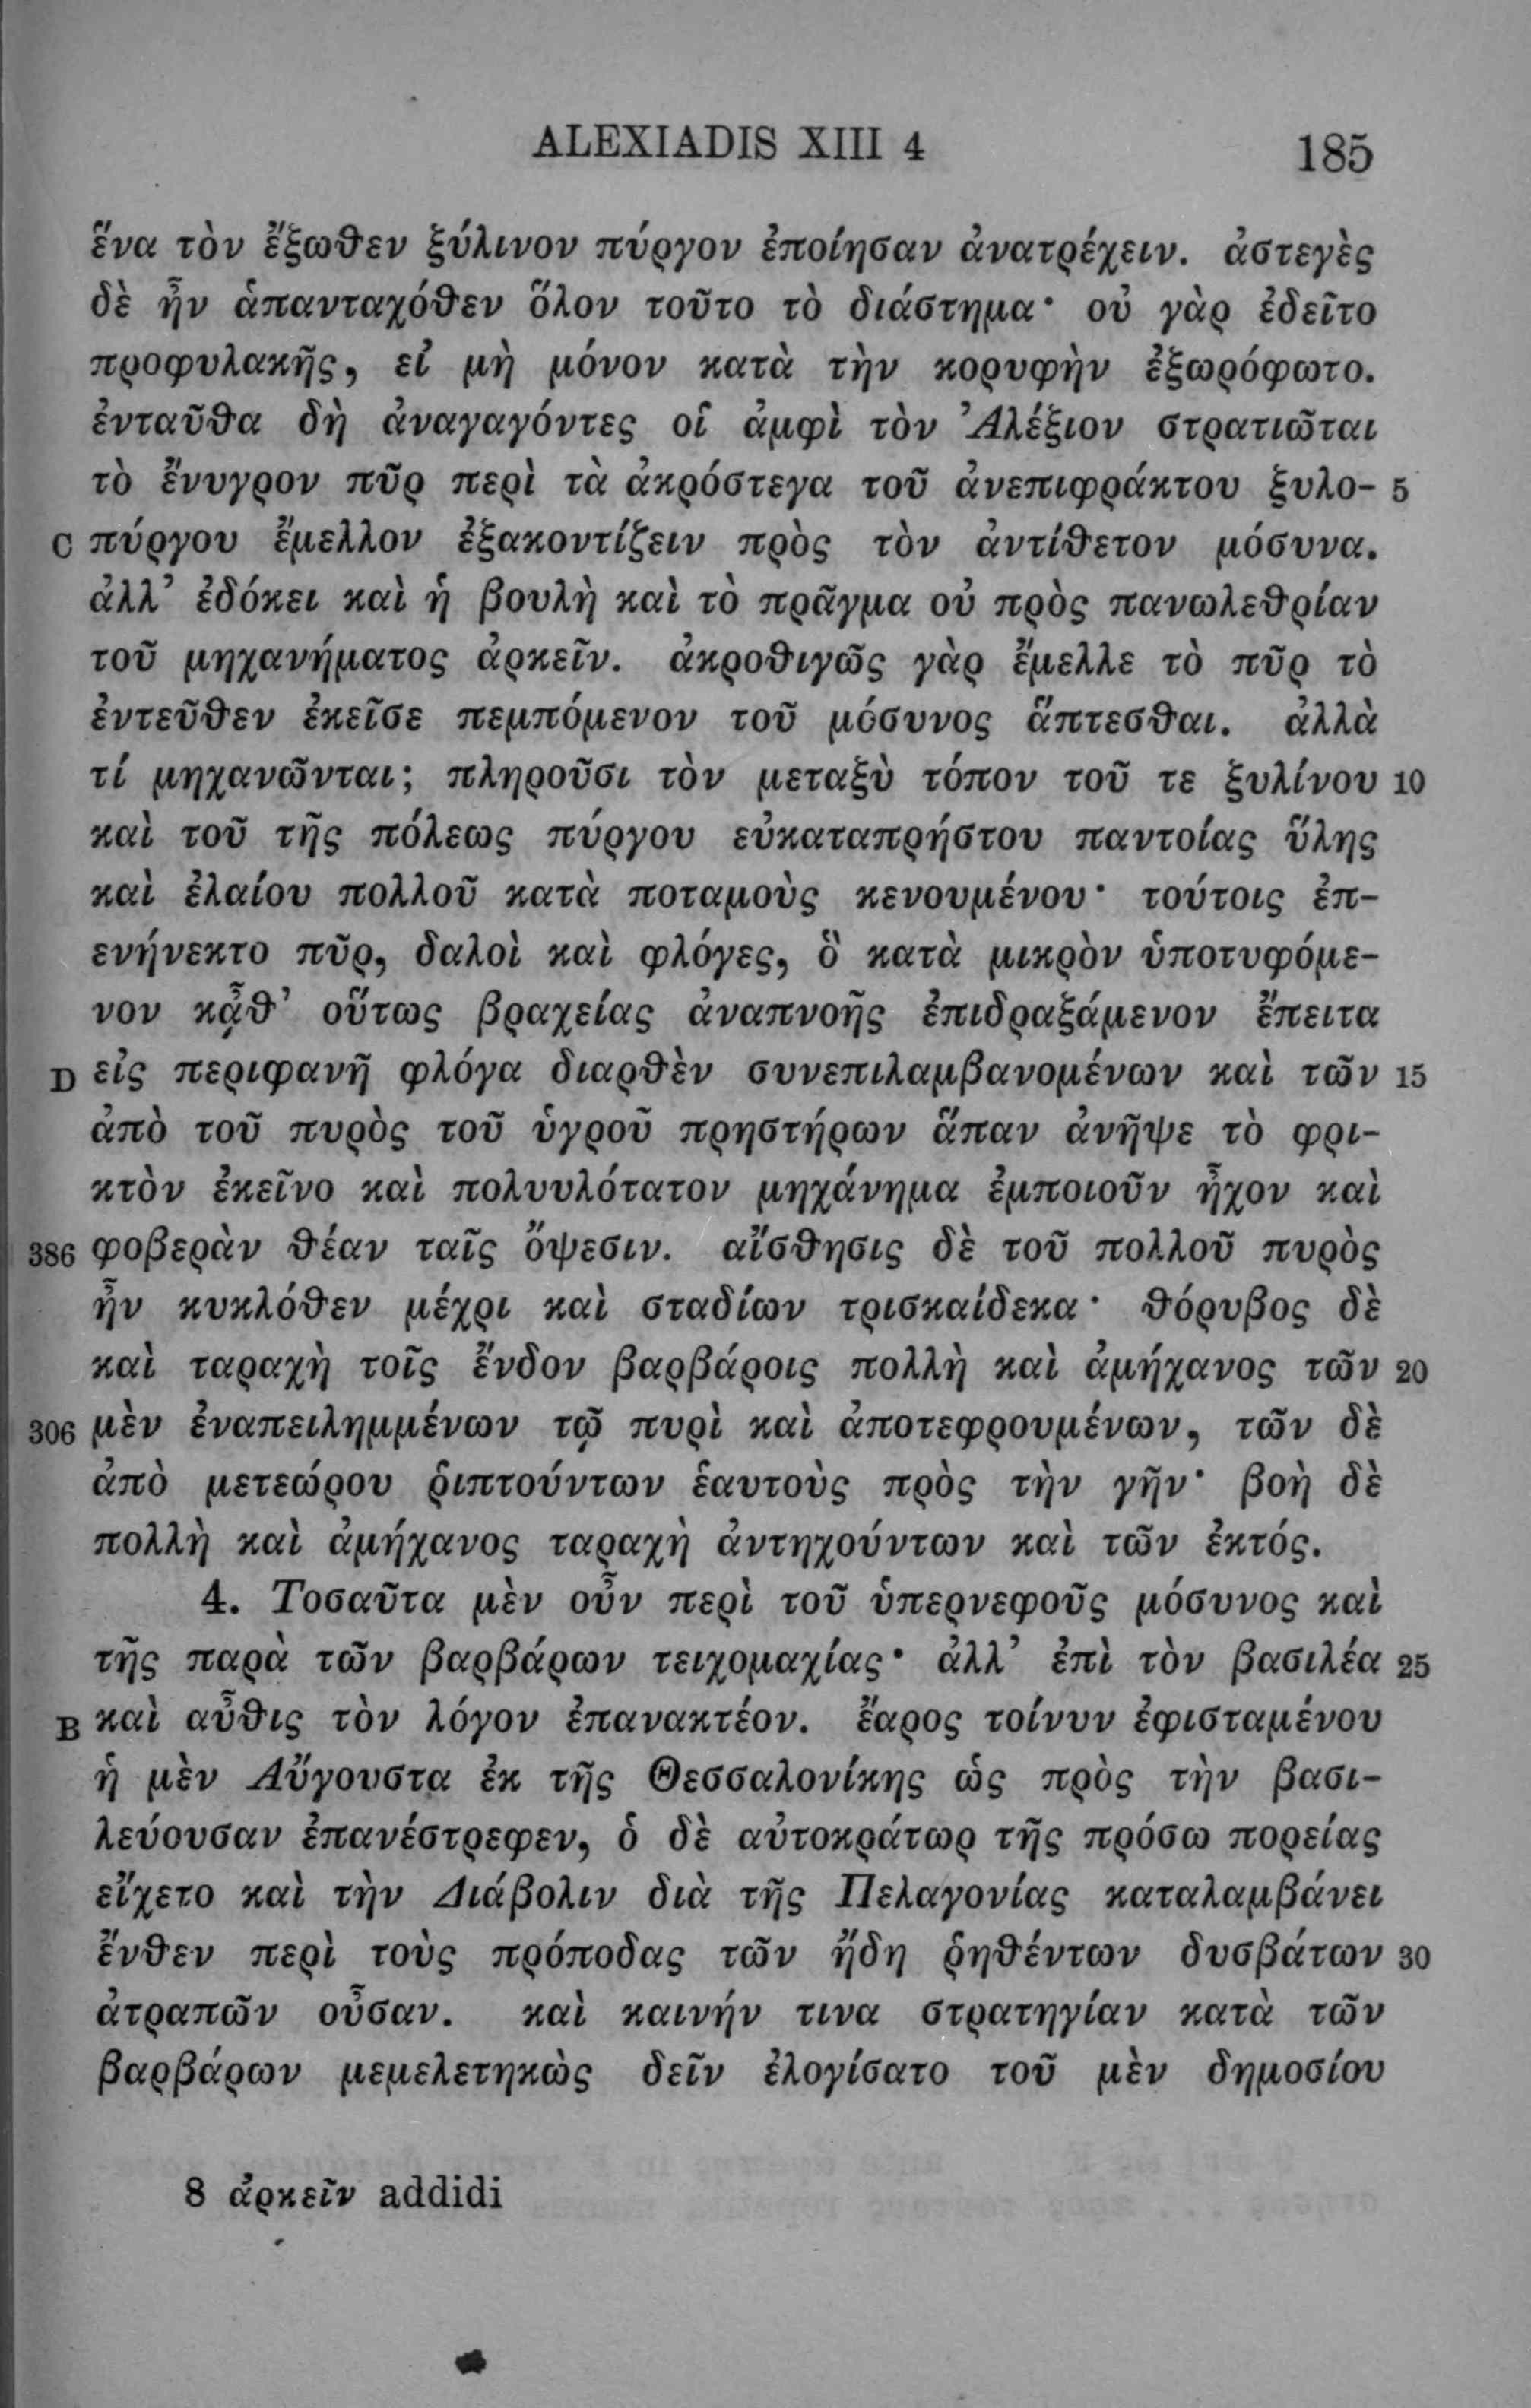 ALEXIADIS XIII 4 185
ἕνα τὸν ἔξωθεν ξύλινον πύργον ἐποίησαν ἀνατρέχειν. ἀστεγὲς
δὲ ἦν ἁπανταχόθεν ὅλον τοῦτο τὸ διάστημα· οὐ γὰρ ἐδεῖτο
προφυλακῆς, εἰ μὴ μόνον κατὰ τὴν κορυφὴν ἐξωρόφωτο.
ἐνταῦθα δὴ ἀναγαγόντες οἱ ἀμφὶ τὸν Ἀλέξιον στρατιῶται
τὸ ἔνυγρον πῦρ περὶ τὰ ἀκρόστεγα τοῦ ἀνεπιφράκτου ξυλο- 5
C πύργου ἔμελλον ἐξακοντίζειν πρὸς τὸν ἀντίθετον μόσυνα.
ἀλλ’ ἐδόκει καὶ ἡ βουλὴ καὶ τὸ πρᾶγμα οὐ πρὸς πανωλεθρίαν
τοῦ μηχανήματος ἀρκεῖν. ἀκροθιγῶς γὰρ ἔμελλε τὸ πῦρ τὸ
ἐντεῦθεν ἐκεῖσε πεμπόμενον τοῦ μόσυνος ἅπτεσθαι. ἀλλὰ
τί μηχανῶνται; πληροῦσι τὸν μεταξὺ τόπον τοῦ τε ξυλίνου 10
καὶ τοῦ τῆς πόλεως πύργου εὐκαταπρήστου παντοίας ὕλης
καὶ ἐλαίου πολλοῦ κατὰ ποταμοὺς κενουμένου· τούτοις ἐπ-
ενήνεκτο πῦρ, δαλοὶ καὶ φλόγες, ὃ κατὰ μικρὸν ὑποτυφόμε-
νον κᾆθ’ οὕτως βραχείας ἀναπνοῆς ἐπιδραξάμενον ἔπειτα
D εἰς περιφανῆ φλόγα διαρθὲν συνεπιλαμβανομένων καὶ τῶν 15
ἀπὸ τοῦ πυρὸς τοῦ ὑγροῦ πρηστήρων ἅπαν ἀνῆψε τὸ φρι-
κτὸν ἐκεῖνο καὶ πολυυλότατον μηχάνημα ἐμποιοῦν ἦχον καὶ
386 φοβερὰν θέαν ταῖς ὄψεσιν. αἴσθησις δὲ τοῦ πολλοῦ πυρὸς
ἦν κυκλόθεν μέχρι καὶ σταδίων τρισκαίδεκα· θόρυβος δὲ
καὶ ταραχὴ τοῖς ἔνδον βαρβάροις πολλὴ καὶ ἀμήχανος τῶν 20
306 μὲν ἐναπειλημμένων τῷ πυρὶ καὶ ἀποτεφρουμένων, τῶν δὲ
ἀπὸ μετεώρου ῥιπτούντων ἑαυτοὺς πρὸς τὴν γῆν· βοὴ δὲ
πολλὴ καὶ ἀμήχανος ταραχὴ ἀντηχούντων καὶ τῶν ἐκτός.
4. Τοσαῦτα μὲν οὖν περὶ τοῦ ὑπερνεφοῦς μόσυνος καὶ
τῆς παρὰ τῶν βαρβάρων τειχομαχίας· ἀλλ’ ἐπὶ τὸν βασιλέα 25
B καὶ αὖθις τὸν λόγον ἐπανακτέον. ἔαρος τοίνυν ἐφισταμένου
ἡ μὲν Αὔγουστα ἐκ τῆς Θεσσαλονίκης ὡς πρὸς τὴν βασι-
λεύουσαν ἐπανέστρεφεν, ὁ δὲ αὐτοκράτωρ τῆς πρόσω πορείας
εἴχετο καὶ τὴν Διάβολιν διὰ τῆς Πελαγονίας καταλαμβάνει
ἔνθεν περὶ τοὺς πρόποδας τῶν ἤδη ῥηθέντων δυσβάτων 30
ἀτραπῶν οὖσαν. καὶ καινήν τινα στρατηγίαν κατὰ τῶν
βαρβάρων μεμελετηκὼς δεῖν ἐλογίσατο τοῦ μὲν δημοσίου
8 ἀρκεῖν addidi